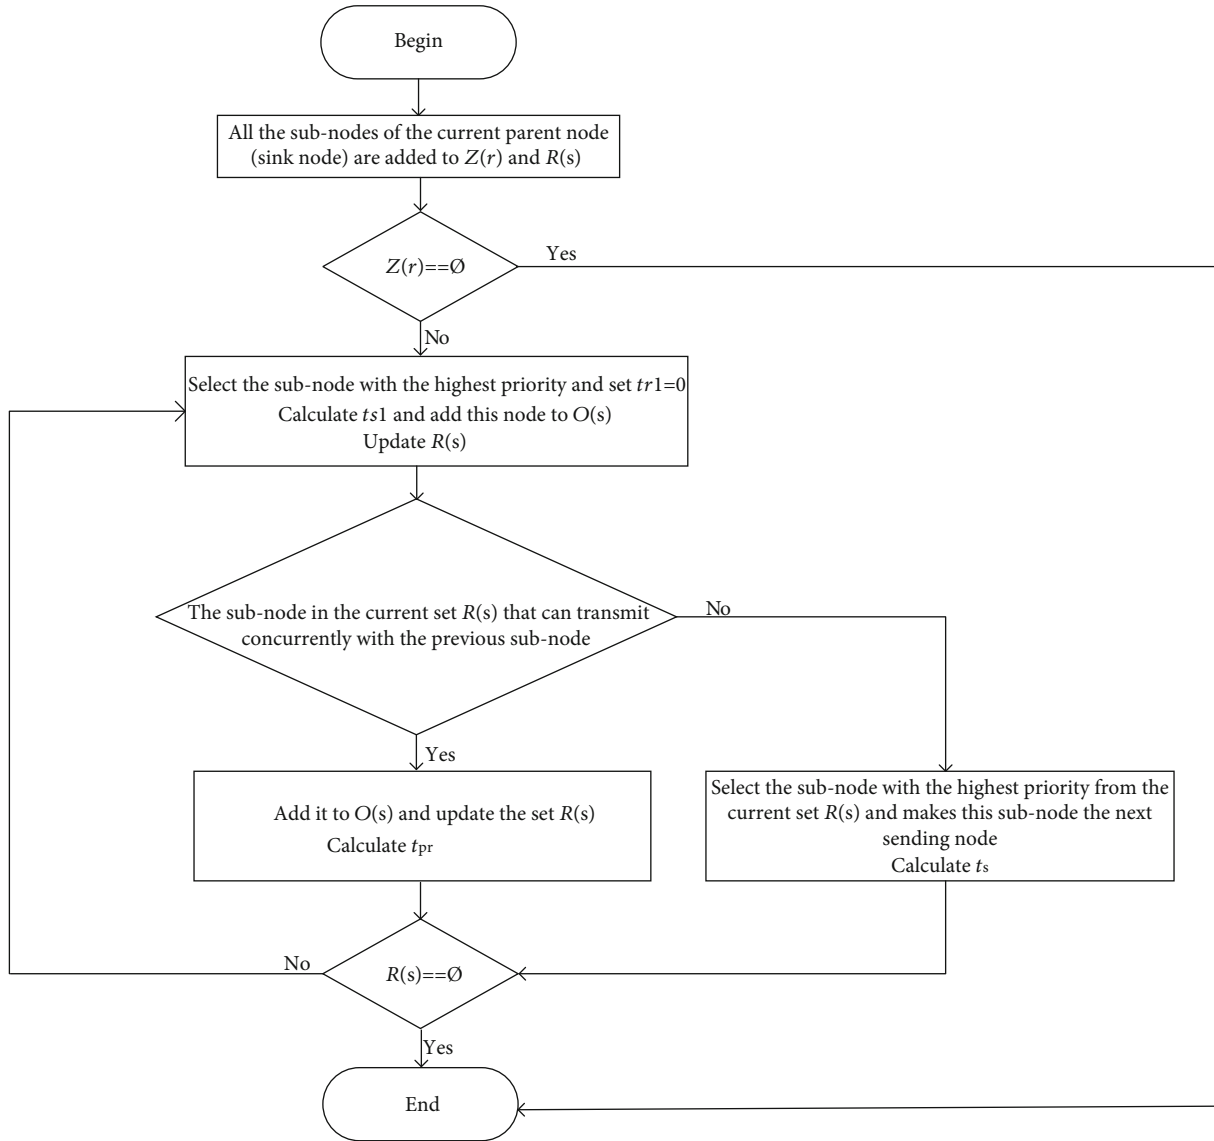 Begin
All the sub-nodes of the current parent node
(sink node) are added to Z(r) and R(s)
Z(r)==Ø
Yes
No
Select the sub-node with the highest priority and set tr1=0
Calculate ts1 and add this node to O(s)
Update R(s)
The sub-node in the current set R(s) that can transmit
concurrently with the previous sub-node
No
Yes
Add it to O(s) and update the set R(s)
Calculate tpr
Select the sub-node with the highest priority from the
current set R(s) and makes this sub-node the next
sending node
Calculate ts
No
R(s)==Ø
Yes
End